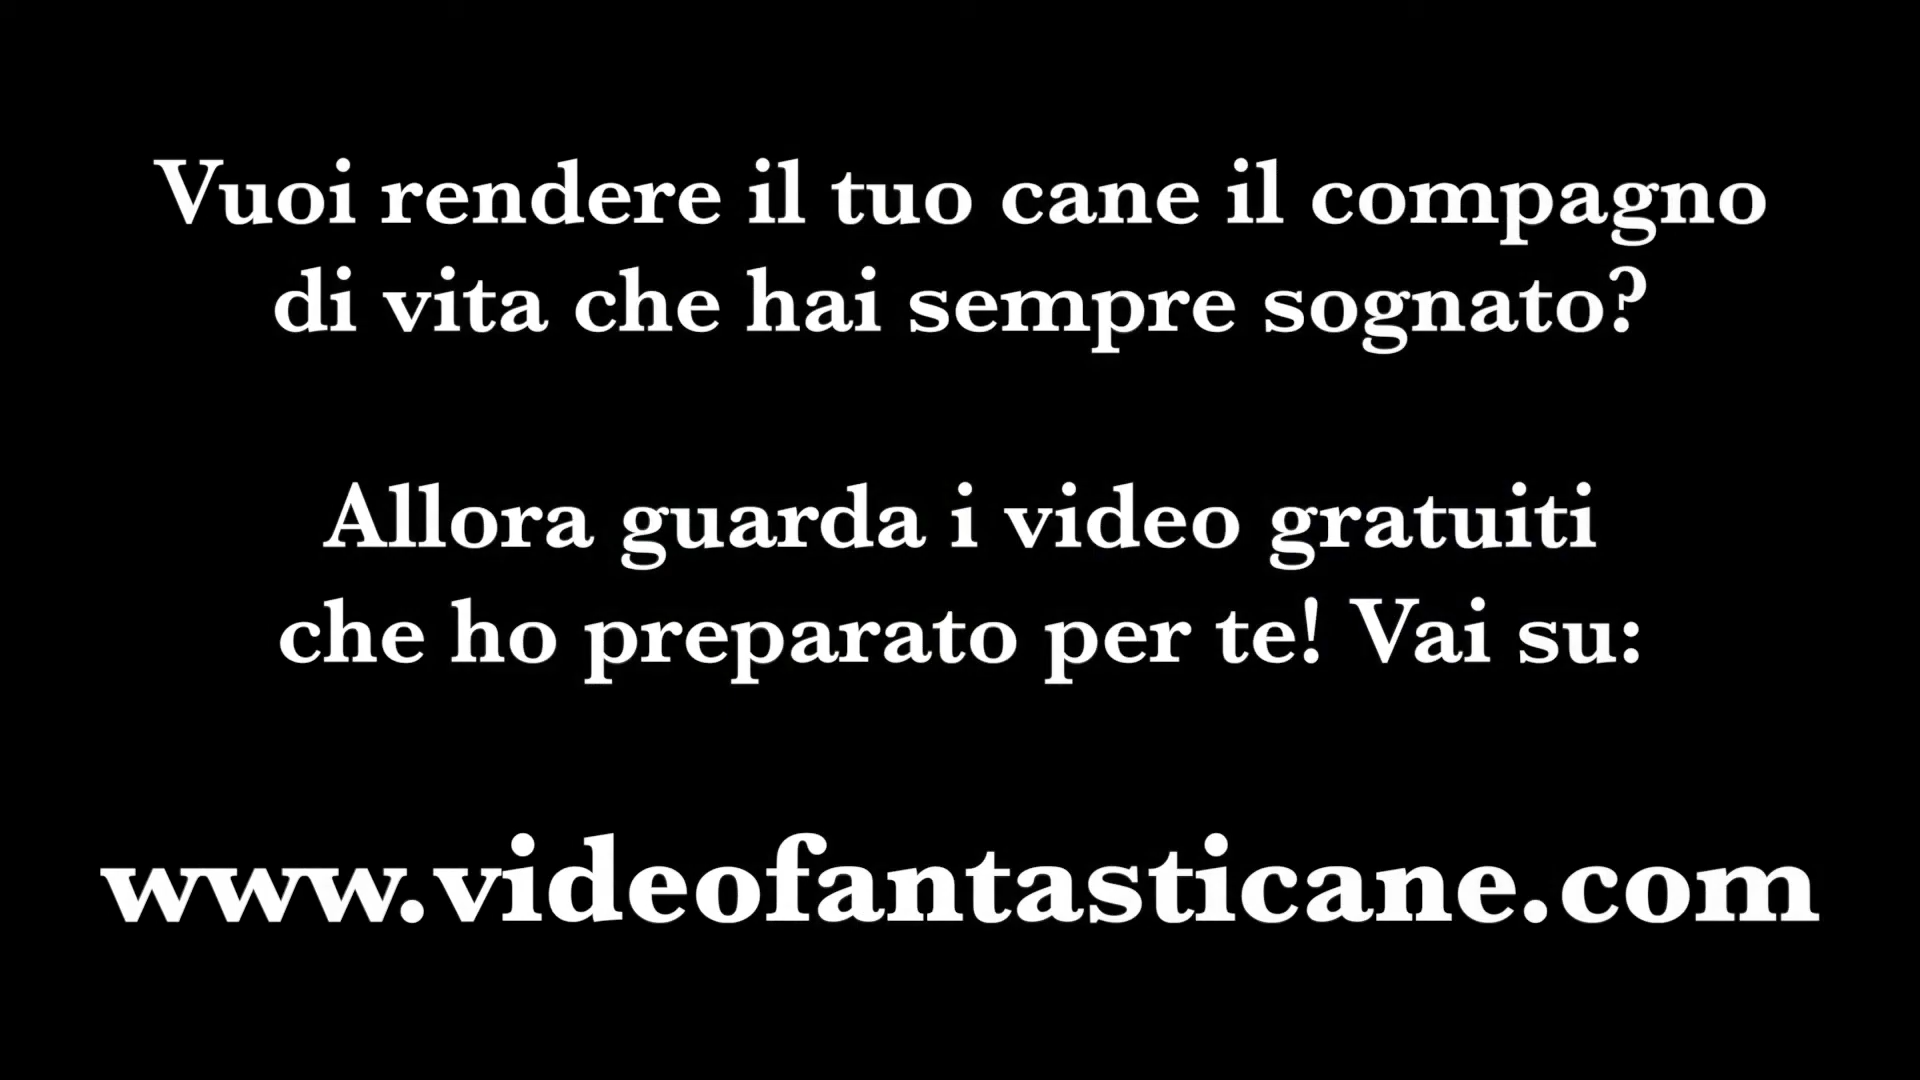 Vuoi rendere il tuo cane il compagno
di vita che hai sempre sognato?
Allora guarda i video gratuiti
che ho preparato per te! Vai su:
www.videofantasticane.com